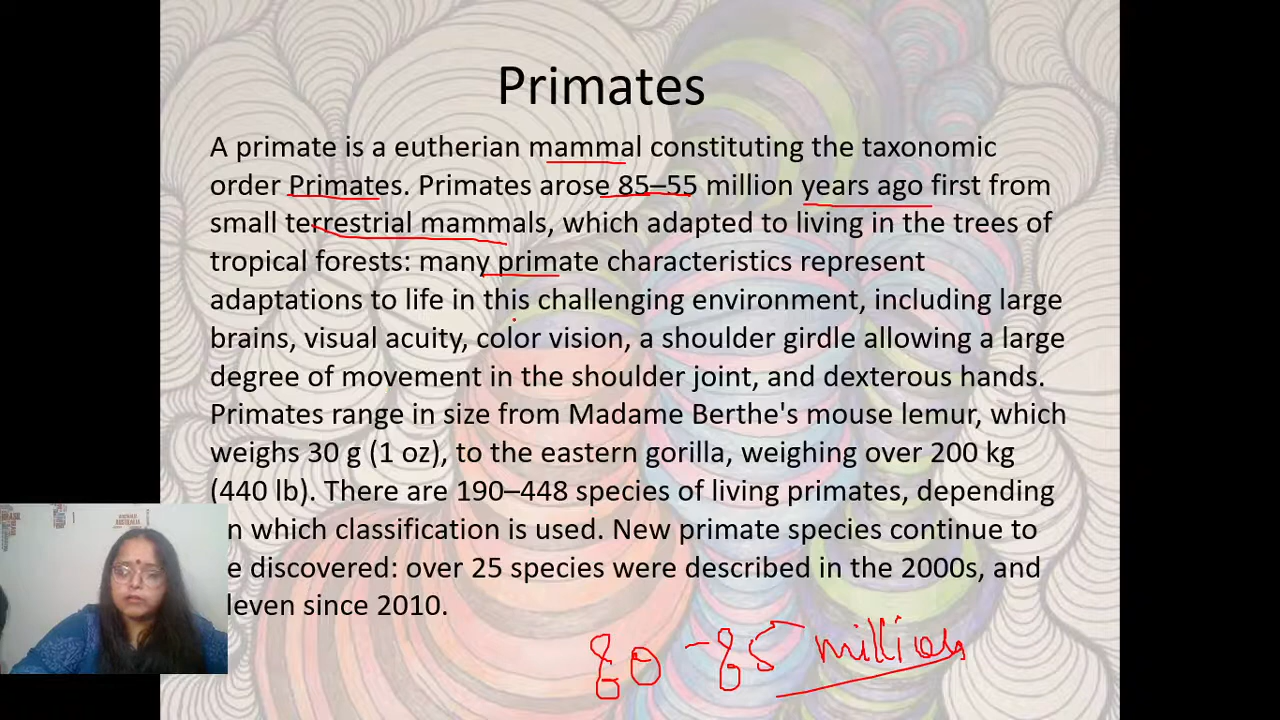 Primates
A primate is a eutherian mammal constituting the taxonomic
order Primates. Primates arose 85–55 million years ago first from
small terrestrial mammals, which adapted to living in the trees of
tropical forests: many primate characteristics represent
adaptations to life in this challenging environment, including large
brains, visual acuity, color vision, a shoulder girdle allowing a large
degree of movement in the shoulder joint, and dexterous hands.
Primates range in size from Madame Berthe's mouse lemur, which
weighs 30 g (1 oz), to the eastern gorilla, weighing over 200 kg
(440 lb). There are 190–448 species of living primates, depending
n which classification is used. New primate species continue to
e discovered: over 25 species were described in the 2000s, and
leven since 2010.
80 -85 million